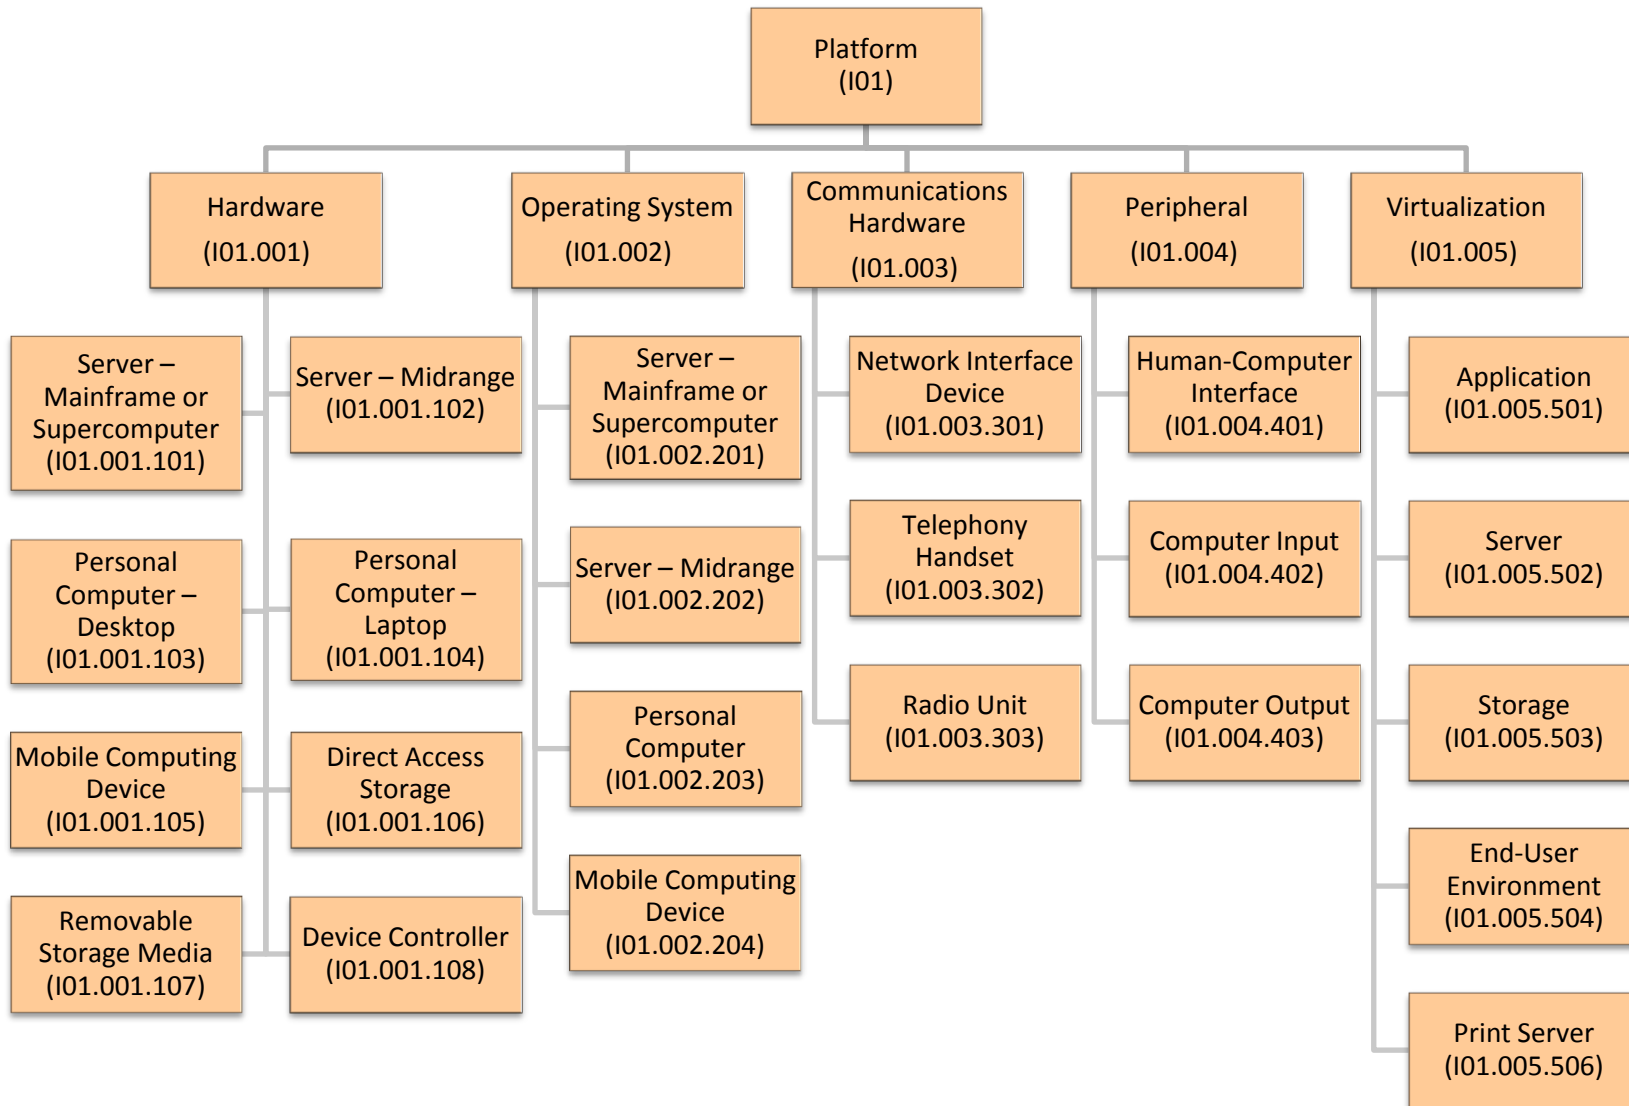 Platform
(I01)
Hardware
(I01.001)
Operating System
(I01.002)
Communications
Hardware
(I01.003)
Peripheral
(I01.004)
Virtualization
(I01.005)
Server –
Mainframe or
Supercomputer
(I01.001.101)
Server – Midrange
(I01.001.102)
Personal
Computer –
Desktop
(I01.001.103)
Personal
Computer –
Laptop
(I01.001.104)
Mobile Computing
Device
(I01.001.105)
Direct Access
Storage
(I01.001.106)
Removable
Storage Media
(I01.001.107)
Device Controller
(I01.001.108)
Server –
Mainframe or
Supercomputer
(I01.002.201)
Server – Midrange
(I01.002.202)
Personal
Computer
(I01.002.203)
Mobile Computing
Device
(I01.002.204)
Network Interface
Device
(I01.003.301)
Telephony
Handset
(I01.003.302)
Radio Unit
(I01.003.303)
Human-Computer
Interface
(I01.004.401)
Computer Input
(I01.004.402)
Computer Output
(I01.004.403)
Application
(I01.005.501)
Server
(I01.005.502)
Storage
(I01.005.503)
End-User
Environment
(I01.005.504)
Print Server
(I01.005.506)